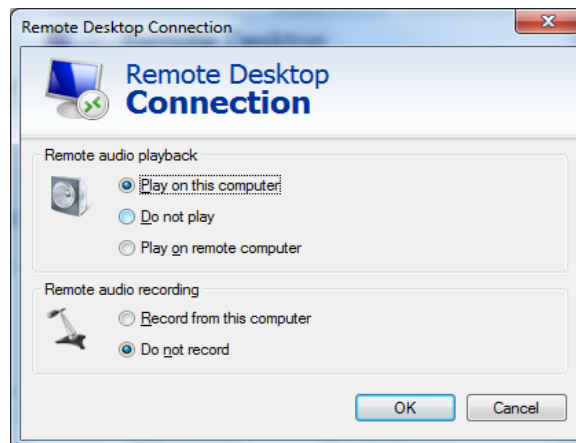 Remote Desktop Connection
Remote Desktop
Connection
Remote audio playback
Play on this computer
Do not play
Play on remote computer
Remote audio recording
Record from this computer
Do not record
OK
Cancel